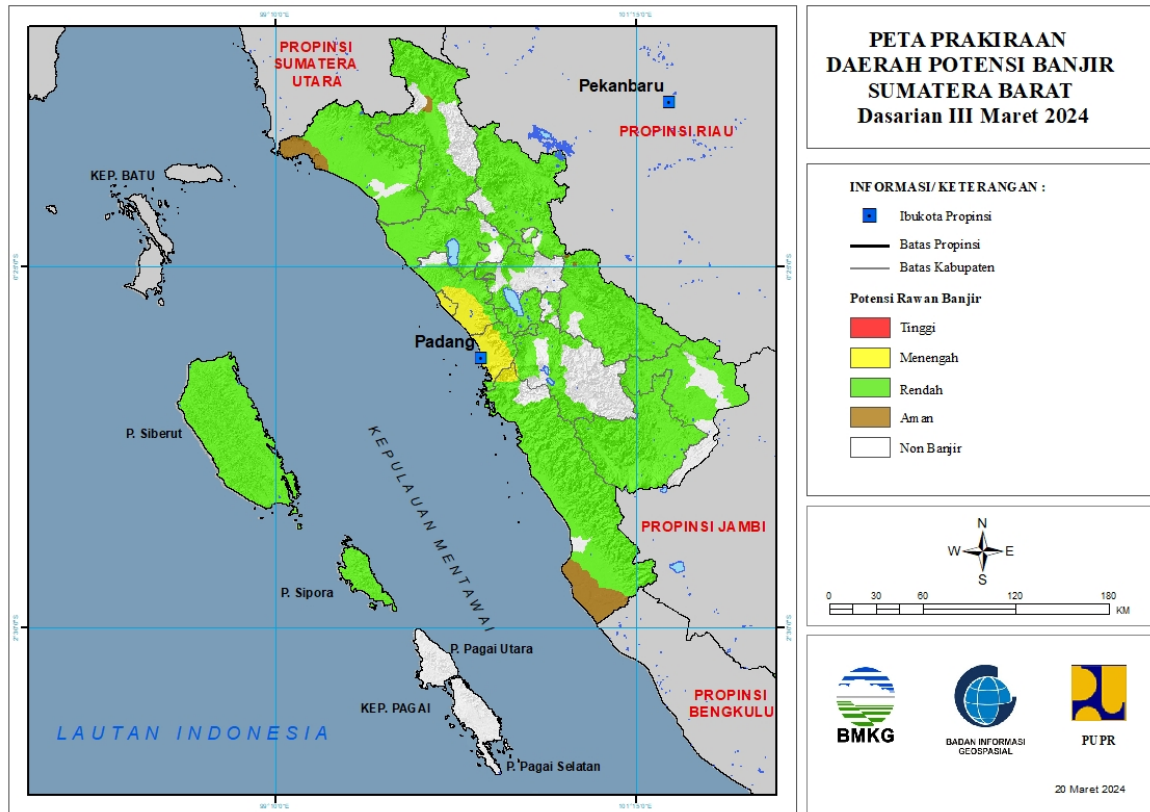 PETA PRAKIRAAN
DAERAH POTENSI BANJIR
SUMATERA BARAT
Dasarian III Maret 2024
INFORMASI/ KETERANGAN :
Ibukota Propinsi
Batas Propinsi
Batas Kabupaten
Potensi Rawan Banjir
Tinggi
Menengah
Rendah
Aman
Non Banjir
N
W E
S
0 30 60 120 180
KM
BMKG
BADAN INFORMASI
GEOSPASIAL
PUPR
20 Maret 2024
PROPINSI
SUMATERA
UTARA
Pekanbaru
PROPINSI RIAU
KEP. BATU
Padang
P. Siberut
KEPULAUAN MENTAWAI
PROPINSI JAMBI
P. Sipora
P. Pagai Utara
KEP. PAGAI
PROPINSI
BENGKULU
LAUTAN INDONESIA
P. Pagai Selatan